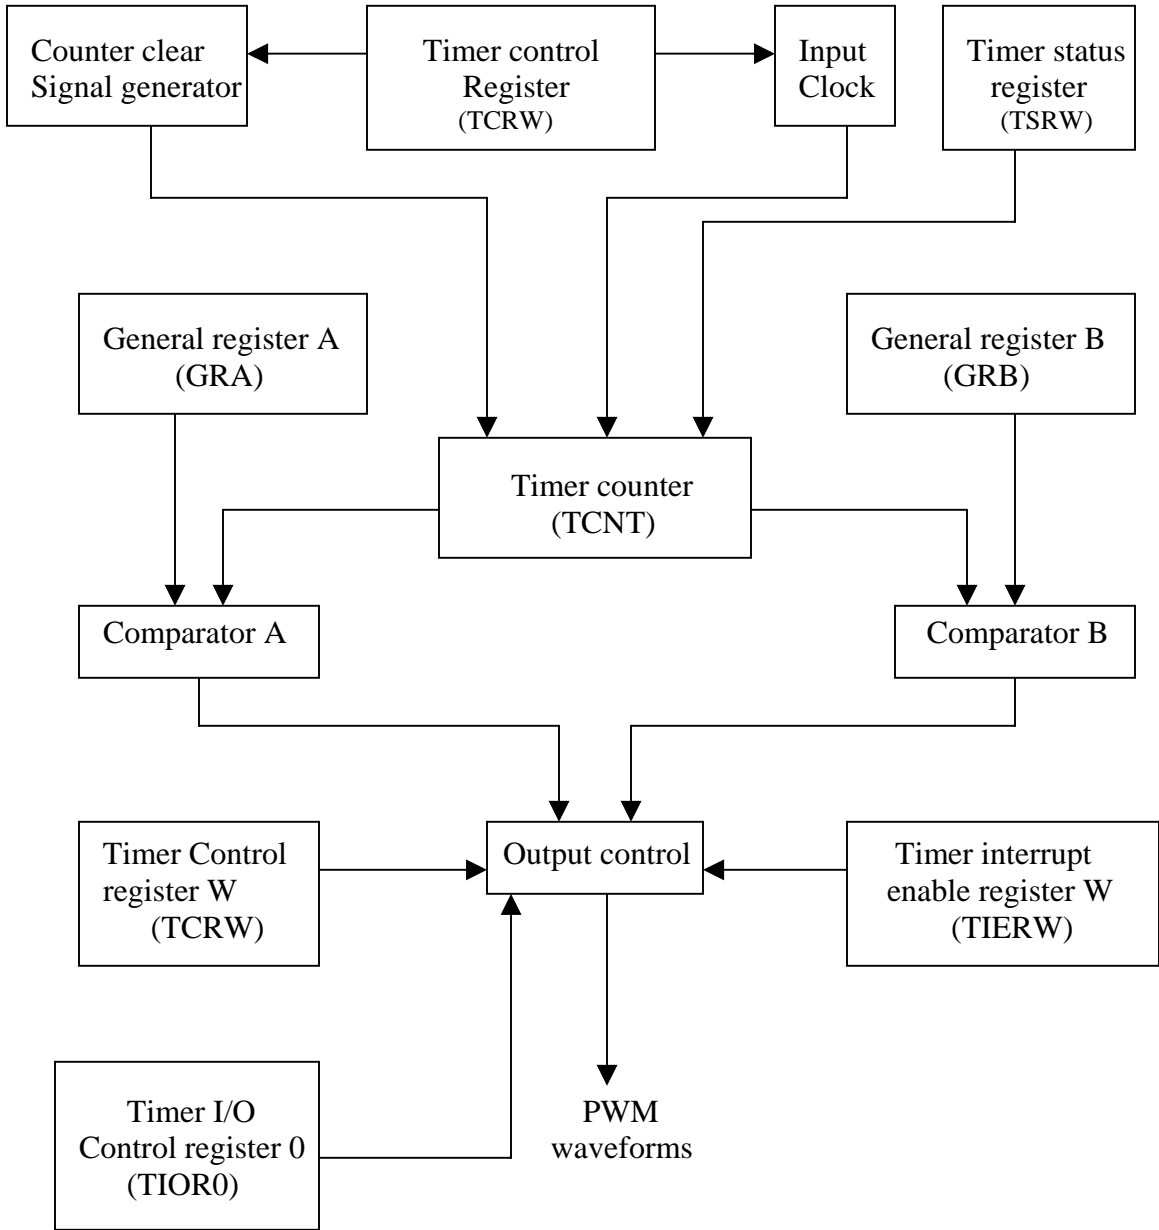 Counter clear
Signal generator
Timer control
Register
(TCRW)
Input
Clock
Timer status
register
(TSRW)
General register A
(GRA)
General register B
(GRB)
Timer counter
(TCNT)
Comparator A
Comparator B
Timer Control
register W
(TCRW)
Output control
Timer interrupt
enable register W
(TIERW)
Timer I/O
Control register 0
(TIOR0)
PWM
waveforms